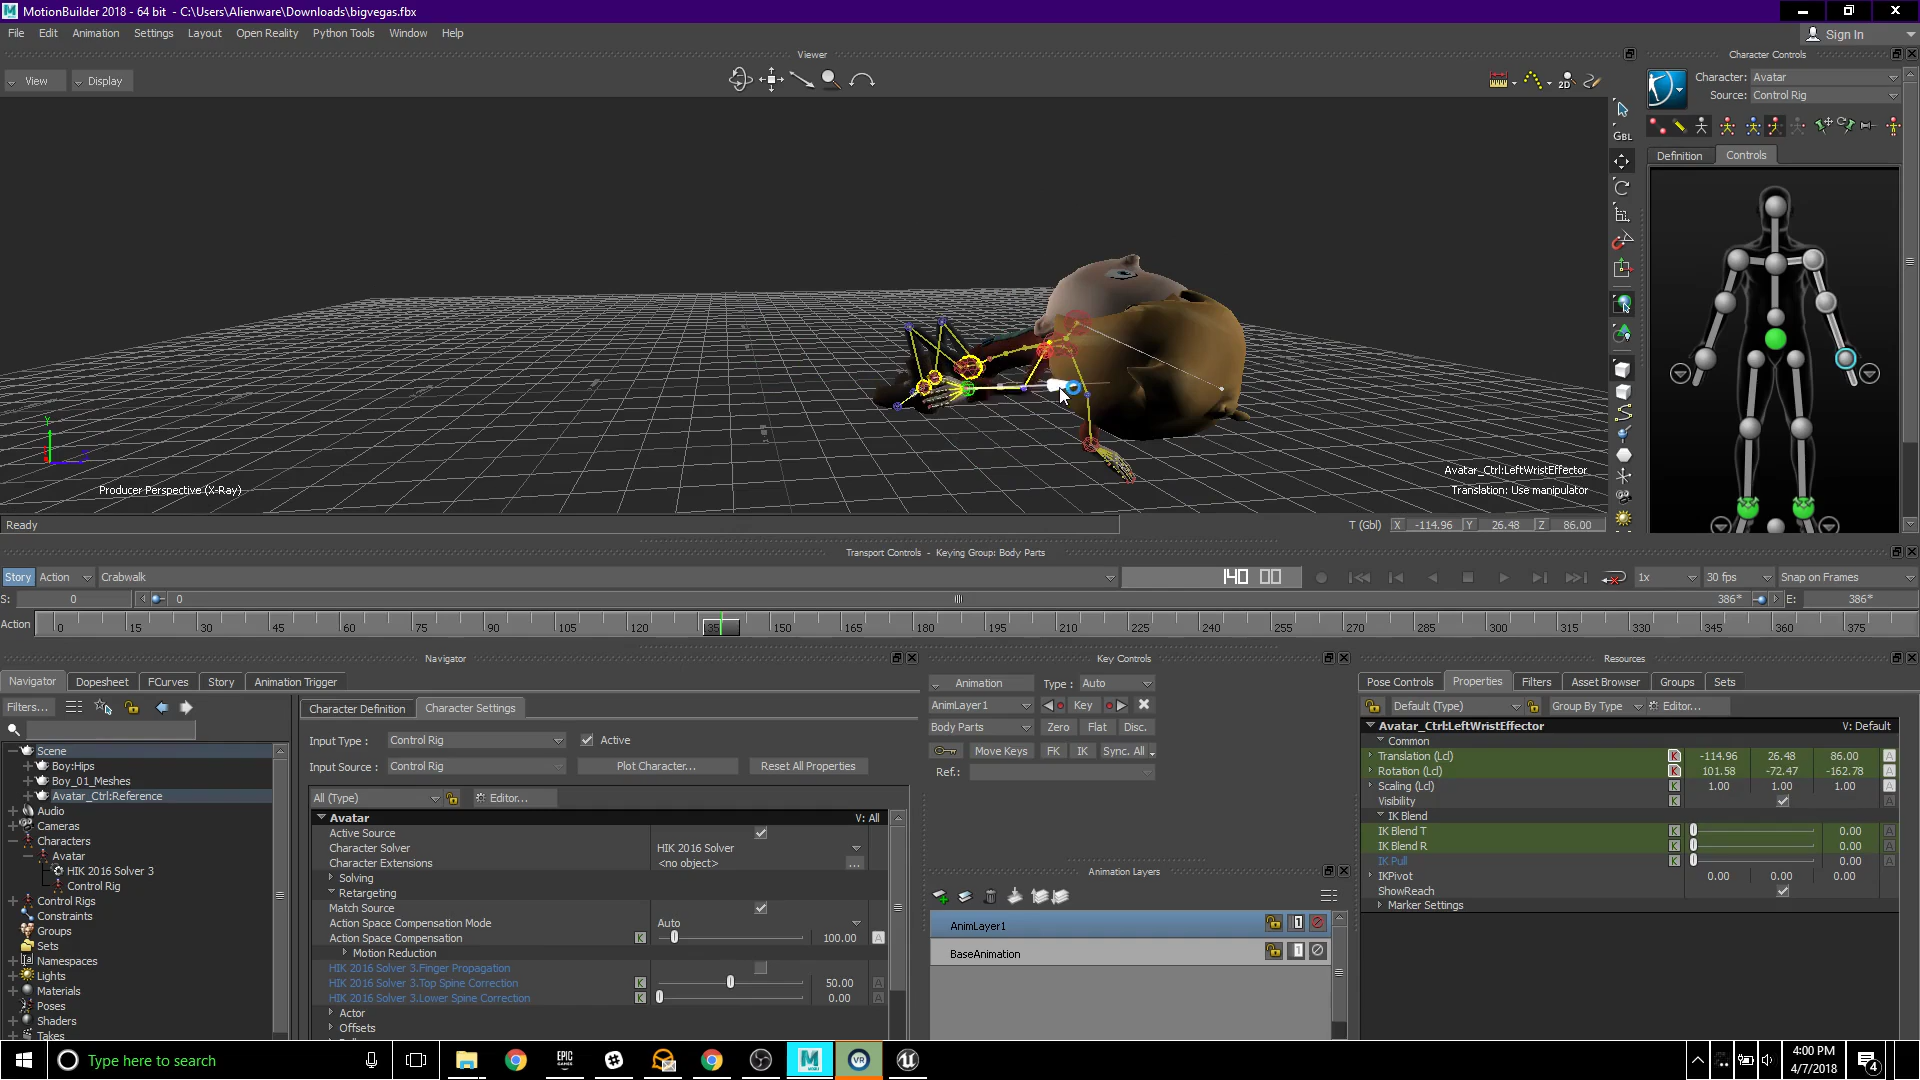 MotionBuilder 2018 - 64 bit - C:\Users\Alienware\Downloads\bigvegas.fbx
File Edit Animation Settings Layout Open Reality Python Tools Window Help
Sign In
Viewer
Character Controls
View Display
2D
Character: Avatar
Source: Control Rig
GBL
Definition Controls
Producer Perspective (X-Ray)
Avatar_Ctrl:LeftWristEffector
Translation: Use manipulator
Ready
T (Gbl) X -114.96 Y 26.48 Z 86.00
Transport Controls - Keying Group: Body Parts
Story Action Crabwalk
140 00
1x 30 fps Snap on Frames
S: 0 0 386* E: 386*
Action 0 15 30 45 60 75 90 105 120 150 165 180 195 210 225 240 255 270 285 300 315 330 345 360 375
Navigator
Key Controls
Resources
Navigator Dopesheet FCurves Story Animation Trigger
Filters...
Scene
Boy:Hips
Boy_01_Meshes
Avatar_Ctrl:Reference
Audio
Cameras
Characters
Avatar
HIK 2016 Solver 3
Control Rig
Control Rigs
Constraints
Groups
Sets
Namespaces
Lights
Materials
Poses
Shaders
Takes
Character Definition Character Settings
Input Type : Control Rig Active
Input Source : Control Rig Plot Character... Reset All Properties
All (Type) Editor...
Avatar V: All
Active Source
Character Solver HIK 2016 Solver
Character Extensions <no object> ...
Solving
Retargeting
Match Source
Action Space Compensation Mode Auto
Action Space Compensation K 100.00 A
Motion Reduction
HIK 2016 Solver 3.Finger Propagation
HIK 2016 Solver 3.Top Spine Correction K 50.00 A
HIK 2016 Solver 3.Lower Spine Correction K 0.00 A
Actor
Offsets
Animation Type : Auto
AnimLayer1 Key
Body Parts Zero Flat Disc.
Move Keys FK IK Sync. All
Ref.:
Animation Layers
AnimLayer1
BaseAnimation
Pose Controls Properties Filters Asset Browser Groups Sets
Default (Type) Group By Type Editor...
Avatar_Ctrl:LeftWristEffector V: Default
Common
Translation (Lcl) K -114.96 26.48 86.00 A
Rotation (Lcl) K 101.58 -72.47 -162.78 A
Scaling (Lcl) K 1.00 1.00 1.00 A
Visibility K A
IK Blend
IK Blend T K 0.00 A
IK Blend R K 0.00 A
IK Pull K 0.00 A
IKPivot 0.00 0.00 0.00
ShowReach
Marker Settings
Type here to search
4:00 PM
4/7/2018